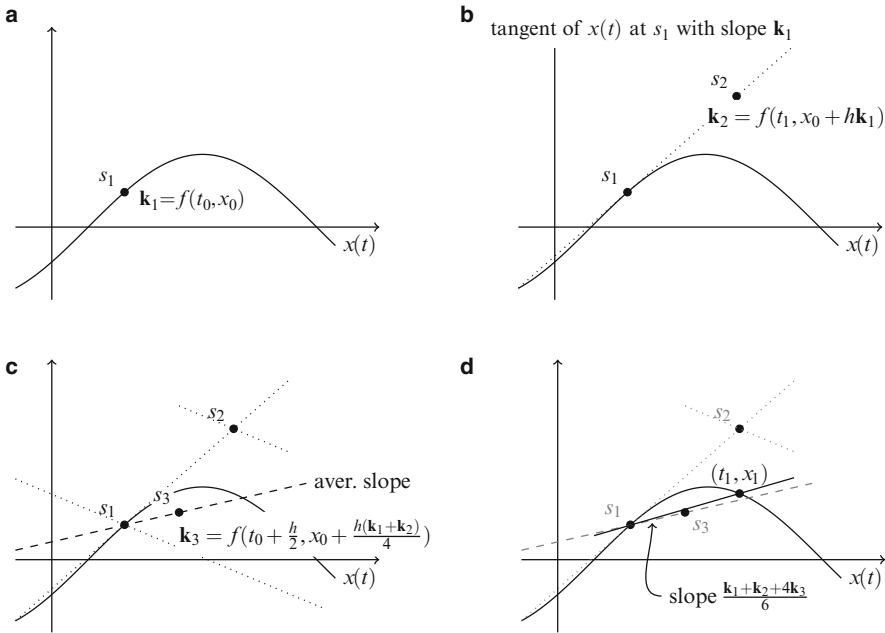 a
s₁
k₁=f(t₀,x₀)
x(t)
b
tangent of x(t) at s₁ with slope k₁
s₂
k₂ = f(t₁,x₀ + hk₁)
s₁
x(t)
c
s₂
aver. slope
s₃
s₁
k₃ = f(t₀ + h/2, x₀ + h(k₁+k₂)/4)
x(t)
d
s₂
(t₁,x₁)
s₁
s₃
x(t)
slope k₁+k₂+4k₃/6